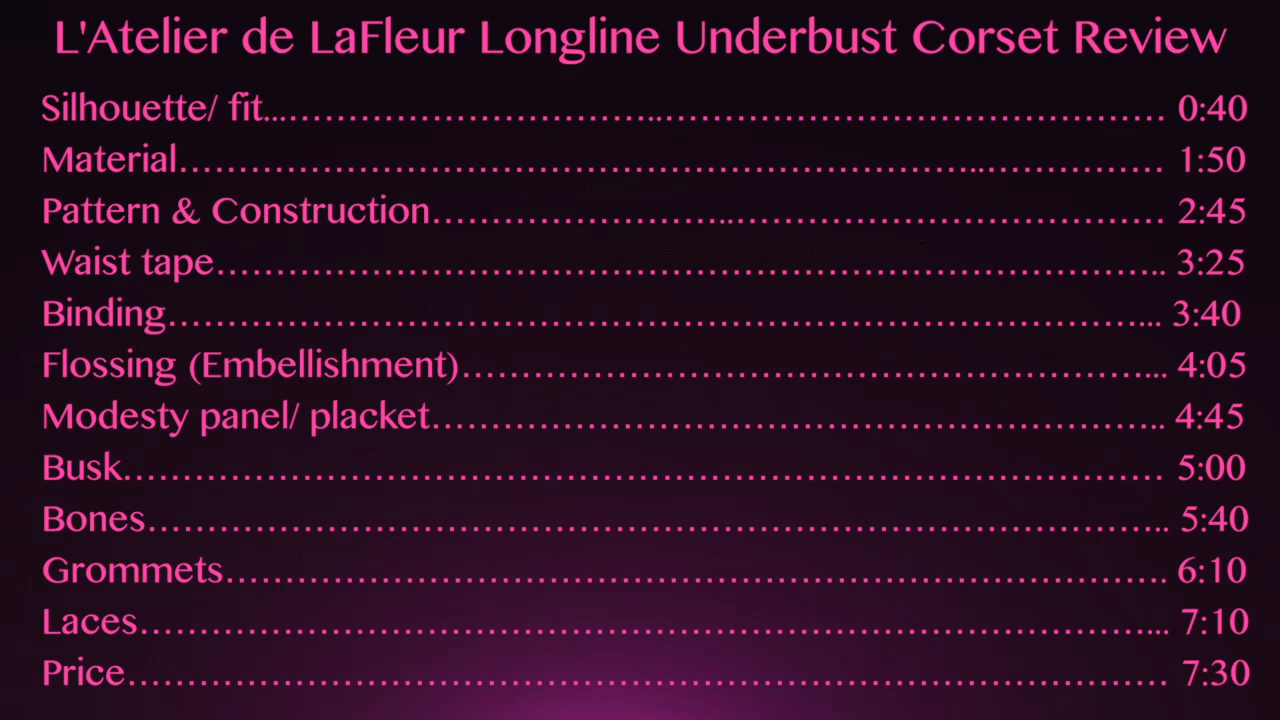 L'Atelier de LaFleur Longline Underbust Corset Review
Silhouette/ fit...……………………………...…………………………………………… 0:40
Material…………………………………………………………………...…………… 1:50
Pattern & Construction………………………...……………………………………… 2:45
Waist tape…………………………………………………………………………….. 3:25
Binding………………………………………………………………………………... 3:40
Flossing (Embellishment)……………………………………………………………... 4:05
Modesty panel/ placket……………………………………………………………….. 4:45
Busk…………………………………………………………………………………… 5:00
Bones………………………………………………………………………………….. 5:40
Grommets……………………………………………………………………………. 6:10
Laces…………………………………………………………………………………... 7:10
Price…………………………………………………………………………………… 7:30